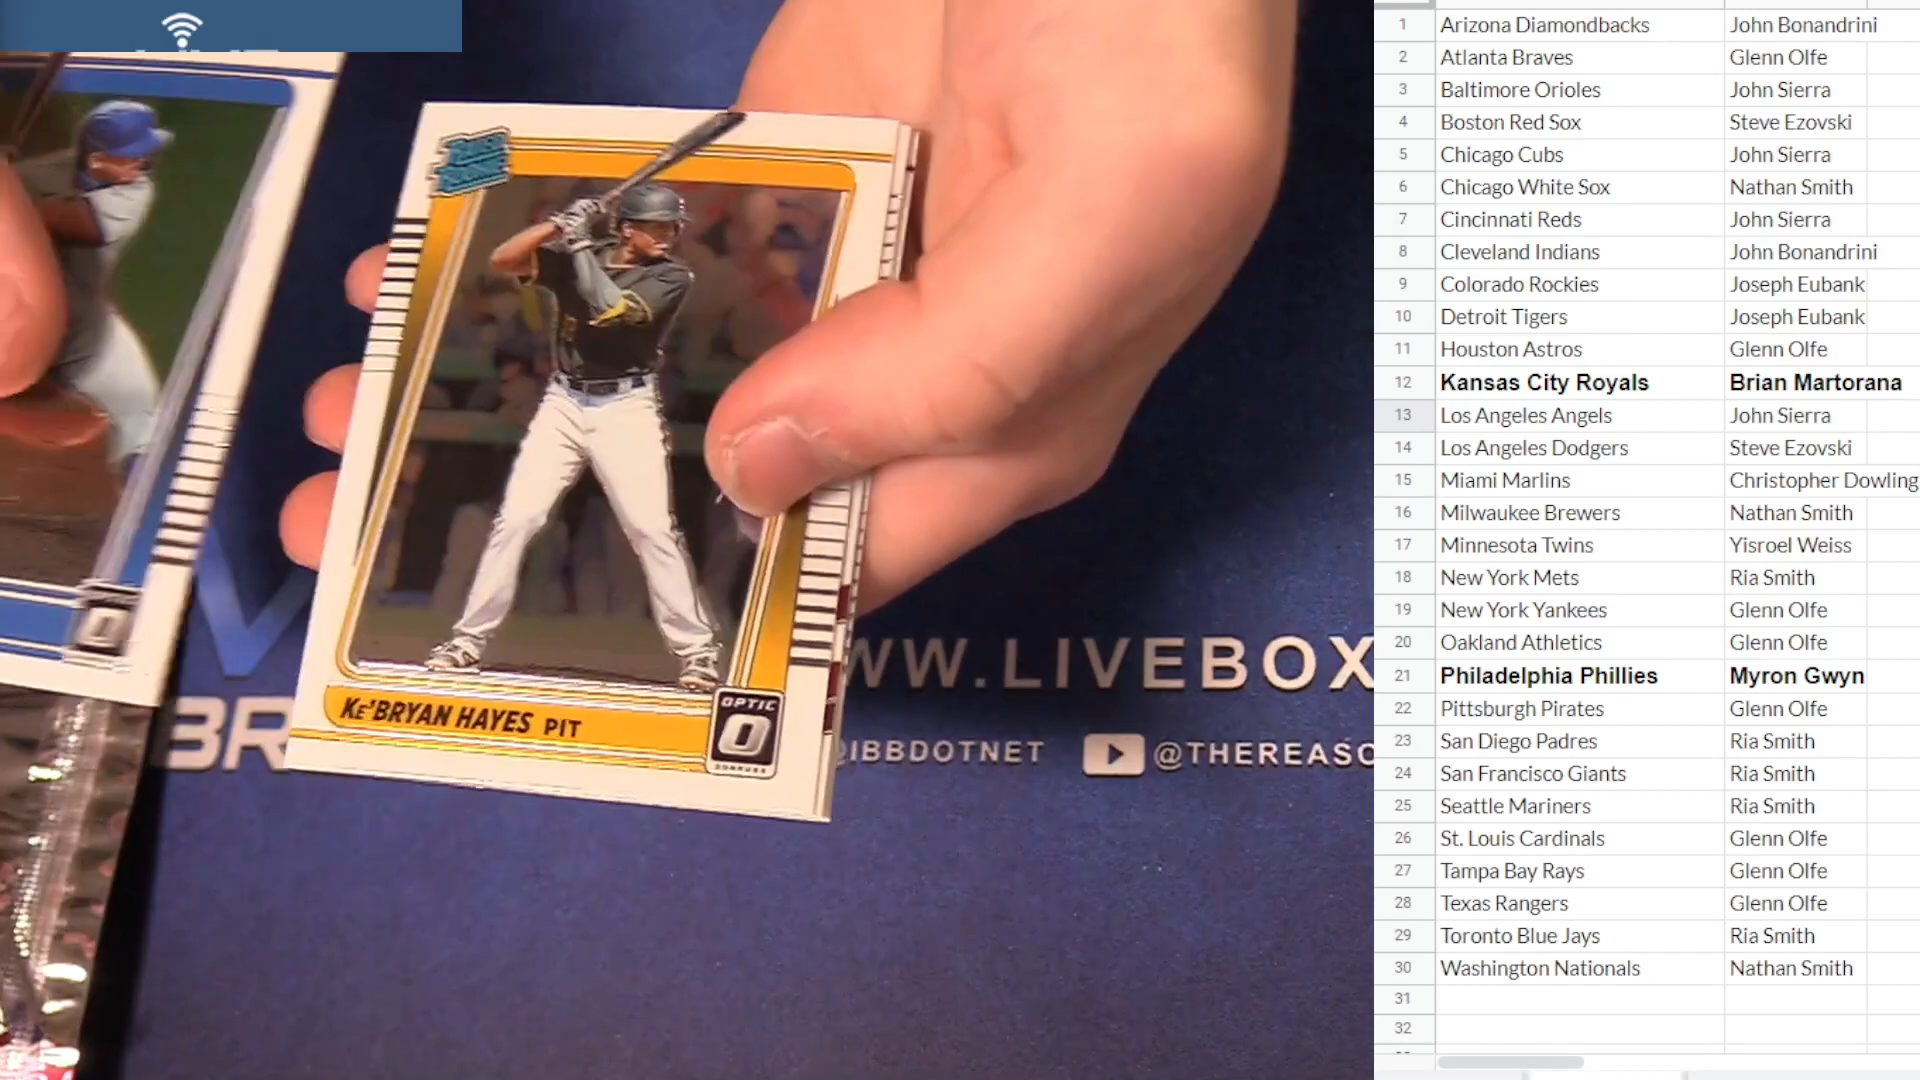 RATED
ROOKIE
KE'BRYAN HAYES PIT
OPTIC
O
DONRUSS
BR
WW.LIVEBOX
IBBDOTNET
@THEREASO
1 Arizona Diamondbacks John Bonandrini
2 Atlanta Braves Glenn Olfe
3 Baltimore Orioles John Sierra
4 Boston Red Sox Steve Ezovski
5 Chicago Cubs John Sierra
6 Chicago White Sox Nathan Smith
7 Cincinnati Reds John Sierra
8 Cleveland Indians John Bonandrini
9 Colorado Rockies Joseph Eubank
10 Detroit Tigers Joseph Eubank
11 Houston Astros Glenn Olfe
12 Kansas City Royals Brian Martorana
13 Los Angeles Angels John Sierra
14 Los Angeles Dodgers Steve Ezovski
15 Miami Marlins Christopher Dowling
16 Milwaukee Brewers Nathan Smith
17 Minnesota Twins Yisroel Weiss
18 New York Mets Ria Smith
19 New York Yankees Glenn Olfe
20 Oakland Athletics Glenn Olfe
21 Philadelphia Phillies Myron Gwyn
22 Pittsburgh Pirates Glenn Olfe
23 San Diego Padres Ria Smith
24 San Francisco Giants Ria Smith
25 Seattle Mariners Ria Smith
26 St. Louis Cardinals Glenn Olfe
27 Tampa Bay Rays Glenn Olfe
28 Texas Rangers Glenn Olfe
29 Toronto Blue Jays Ria Smith
30 Washington Nationals Nathan Smith
31
32